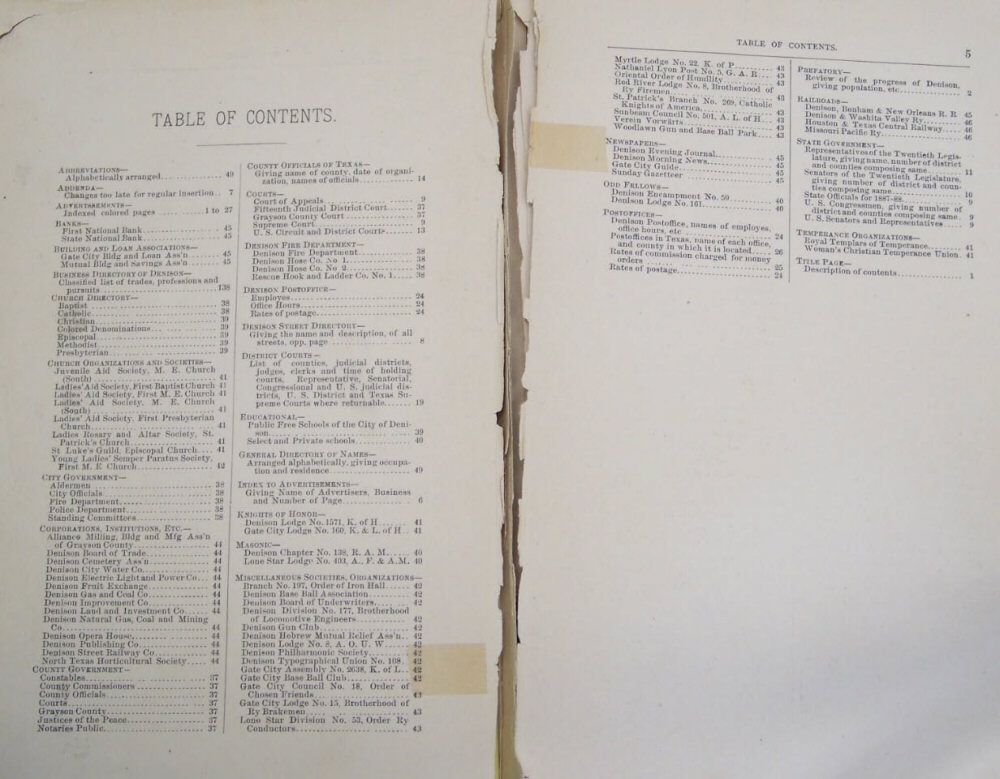 TABLE OF CONTENTS.
ABBREVIATIONS—
Alphabetically arranged 49
ADDENDA—
Changes too late for regular insertion 7
ADVERTISEMENTS—
Indexed colored pages 1 to 27
BANKS—
First National Bank 45
State National Bank 45
BUILDING AND LOAN ASSOCIATIONS—
Gate City Bldg and Loan Ass'n 45
Mutual Bldg and Savings Ass'n 45
BUSINESS DIRECTORY OF DENISON—
Classified list of trades, professions and
pursuits 138
CHURCH DIRECTORY—
Baptist 38
Catholic 38
Christian 39
Colored Denominations 39
Episcopal 39
Methodist 39
Presbyterian 39
CHURCH ORGANIZATIONS AND SOCIETIES—
Juvenile Aid Society, M. E. Church
(South) 41
Ladies' Aid Society, First Baptist Church 41
Ladies' Aid Society, First M. E. Church 41
Ladies' Aid Society, M. E. Church
(South) 41
Ladies' Aid Society, First Presbyterian
Church 41
Ladies Rosary and Altar Society, St.
Patrick's Church 41
St Luke's Guild, Episcopal Church 41
Young Ladies' Semper Paratus Society,
First M. E Church 42
CITY GOVERNMENT—
Aldermen 38
City Officials 38
Fire Department 38
Police Department 38
Standing Committees 38
CORPORATIONS, INSTITUTIONS, ETC.—
Alliance Milling, Bldg and Mfg Ass'n
of Grayson County 44
Denison Board of Trade 44
Denison Cemetery Ass'n 44
Denison City Water Co 44
Denison Electric Light and Power Co 44
Denison Fruit Exchange 44
Denison Gas and Coal Co 44
Denison Improvement Co 44
Denison Land and Investment Co 44
Denison Natural Gas, Coal and Mining
Co 44
Denison Opera House, 44
Denison Publishing Co 44
Denison Street Railway Co 44
North Texas Horticultural Society 44
COUNTY GOVERNMENT—
Constables 37
County Commissioners 37
County Officials 37
Courts 37
Grayson County 37
Justices of the Peace 37
Notaries Public 37
COUNTY OFFICIALS OF TEXAS—
Giving name of county, date of organi-
zation, names of officials 14
COURTS—
Court of Appeals 9
Fifteenth Judicial District Court 37
Grayson County Court 37
Supreme Court 9
U. S. Circuit and District Courts 13
DENISON FIRE DEPARTMENT—
Denison Fire Department 38
Denison Hose Co. No 1 38
Denison Hose Co. No 2 38
Rescue Hook and Ladder Co. No. 1 38
DENISON POSTOFFICE—
Employes 24
Office Hours 24
Rates of postage 24
DENISON STREET DIRECTORY—
Giving the name and description, of all
streets, opp. page 8
DISTRICT COURTS—
List of counties, judicial districts,
judges, clerks and time of holding
courts, Representative, Senatorial,
Congressional and U. S. judicial dis-
tricts, U. S. District and Texas Su-
preme Courts where returnable 19
EDUCATIONAL—
Public Free Schools of the City of Deni-
son 39
Select and Private schools 40
GENERAL DIRECTORY OF NAMES—
Arranged alphabetically, giving occupa-
tion and residence 49
INDEX TO ADVERTISEMENTS—
Giving Name of Advertisers, Business
and Number of Page 6
KNIGHTS OF HONOR—
Denison Lodge No. 1571, K. of H 41
Gate City Lodge No. 160, K. & L. of H 41
MASONIC—
Denison Chapter No. 138, R. A. M. 40
Lone Star Lodge No. 403, A., F. & A.M. 40
MISCELLANEOUS SOCIETIES, ORGANIZATIONS—
Branch No. 197, Order of Iron Hall 42
Denison Base Ball Association 42
Denison Board of Underwriters 42
Denison Division No. 177, Brotherhood
of Locomotive Engineers 42
Denison Gun Club 42
Denison Hebrew Mutual Relief Ass'n 42
Denison Lodge No. 8, A. O. U. W 42
Denison Philharmonic Society 42
Denison Typographical Union No. 108 42
Gate City Assembly No. 2638, K. of L. 42
Gate City Base Ball Club 42
Gate City Council No. 18, Order of
Chosen Friends 43
Gate City Lodge No. 15, Brotherhood of
Ry Brakemen 43
Lone Star Division No. 53, Order Ry
Conductors 43
TABLE OF CONTENTS. 5
Myrtle Lodge No. 22, K. of P 43
Nathaniel Lyon Post No. 5, G. A. R. 43
Oriental Order of Humility 43
Red River Lodge No. 8, Brotherhood of
Ry Firemen 43
St. Patrick's Branch No. 269, Catholic
Knights of America 43
Sunbeam Council No. 501, A. L. of H 43
Verein Vorwärts 43
Woodlawn Gun and Base Ball Park 43
NEWSPAPERS—
Denison Evening Journal 45
Denison Morning News 45
Gate City Guide 45
Sunday Gazetteer 45
ODD FELLOWS—
Denison Encampment No. 59 40
Denison Lodge No. 161 40
POSTOFFICES—
Denison Postoffice, names of employes,
office hours, etc 24
Postoffices in Texas, name of each office,
and county in which it is located 26
Rates of commission charged for money
orders 25
Rates of postage 24
PREFATORY—
Review of the progress of Denison,
giving population, etc 2
RAILROADS—
Denison, Bonham & New Orleans R. R 45
Denison & Washita Valley Ry 46
Houston & Texas Central Railway 46
Missouri Pacific Ry 46
STATE GOVERNMENT—
Representatives of the Twentieth Legis-
lature, giving name, number of district
and counties composing same 11
Senators of the Twentieth Legislature,
giving number of district and coun-
ties composing same 10
State Officials for 1887-88 9
U. S. Congressmen, giving number of
district and counties composing same 9
U. S. Senators and Representatives 9
TEMPERANCE ORGANIZATIONS—
Royal Templars of Temperance 41
Woman's Christian Temperance Union 41
TITLE PAGE—
Description of contents 1